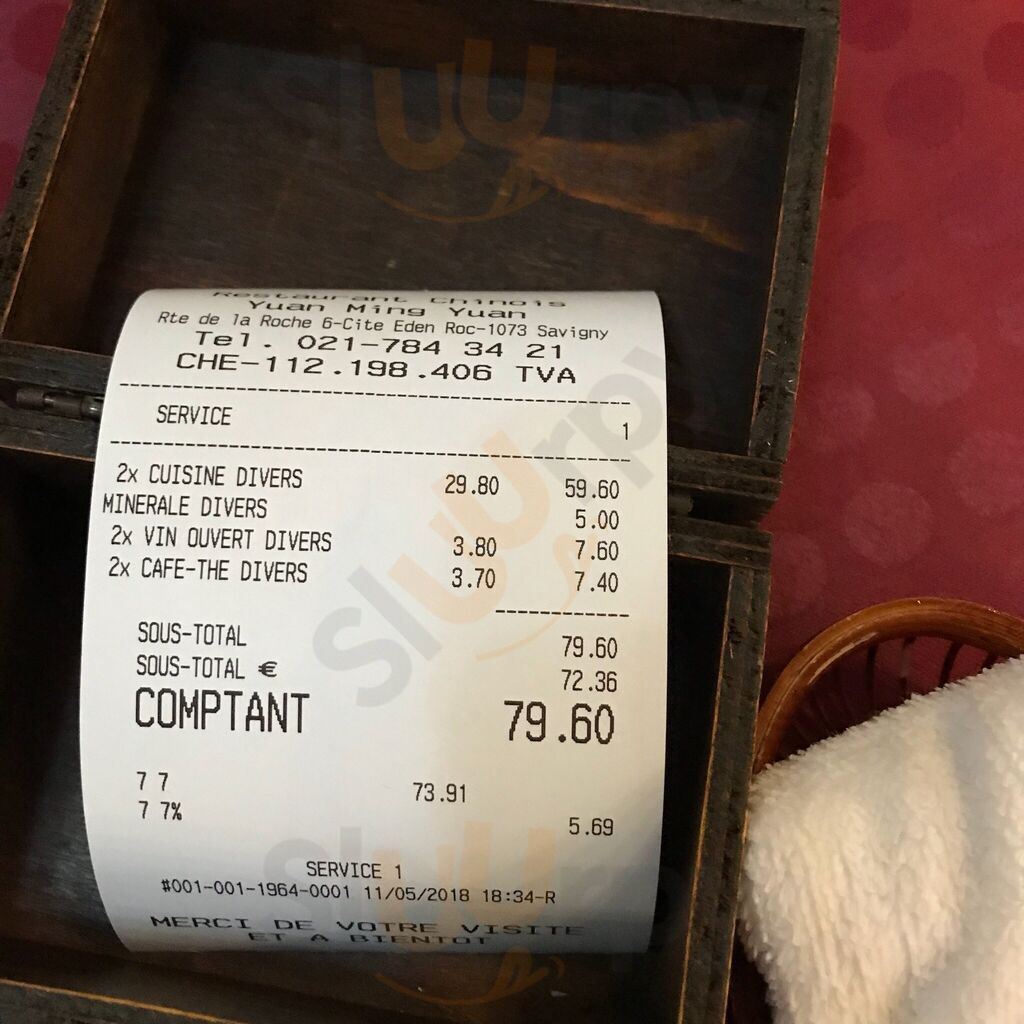 Restaurant Chinois
Yuan Ming Yuan
Rte de la Roche 6-Cite Eden Roc-1073 Savigny
Tel. 021-784 34 21
CHE-112.198.406 TVA
SERVICE 1
2x CUISINE DIVERS 29.80 59.60
MINERALE DIVERS 5.00
2x VIN OUVERT DIVERS 3.80 7.60
2x CAFE-THE DIVERS 3.70 7.40
SOUS-TOTAL 79.60
SOUS-TOTAL € 72.36
COMPTANT 79.60
7 7 73.91
7 7% 5.69
SERVICE 1
#001-001-1964-0001 11/05/2018 18:34-R
MERCI DE VOTRE VISITE
ET A BIENTOT
slurpy
slurpy
slurpy